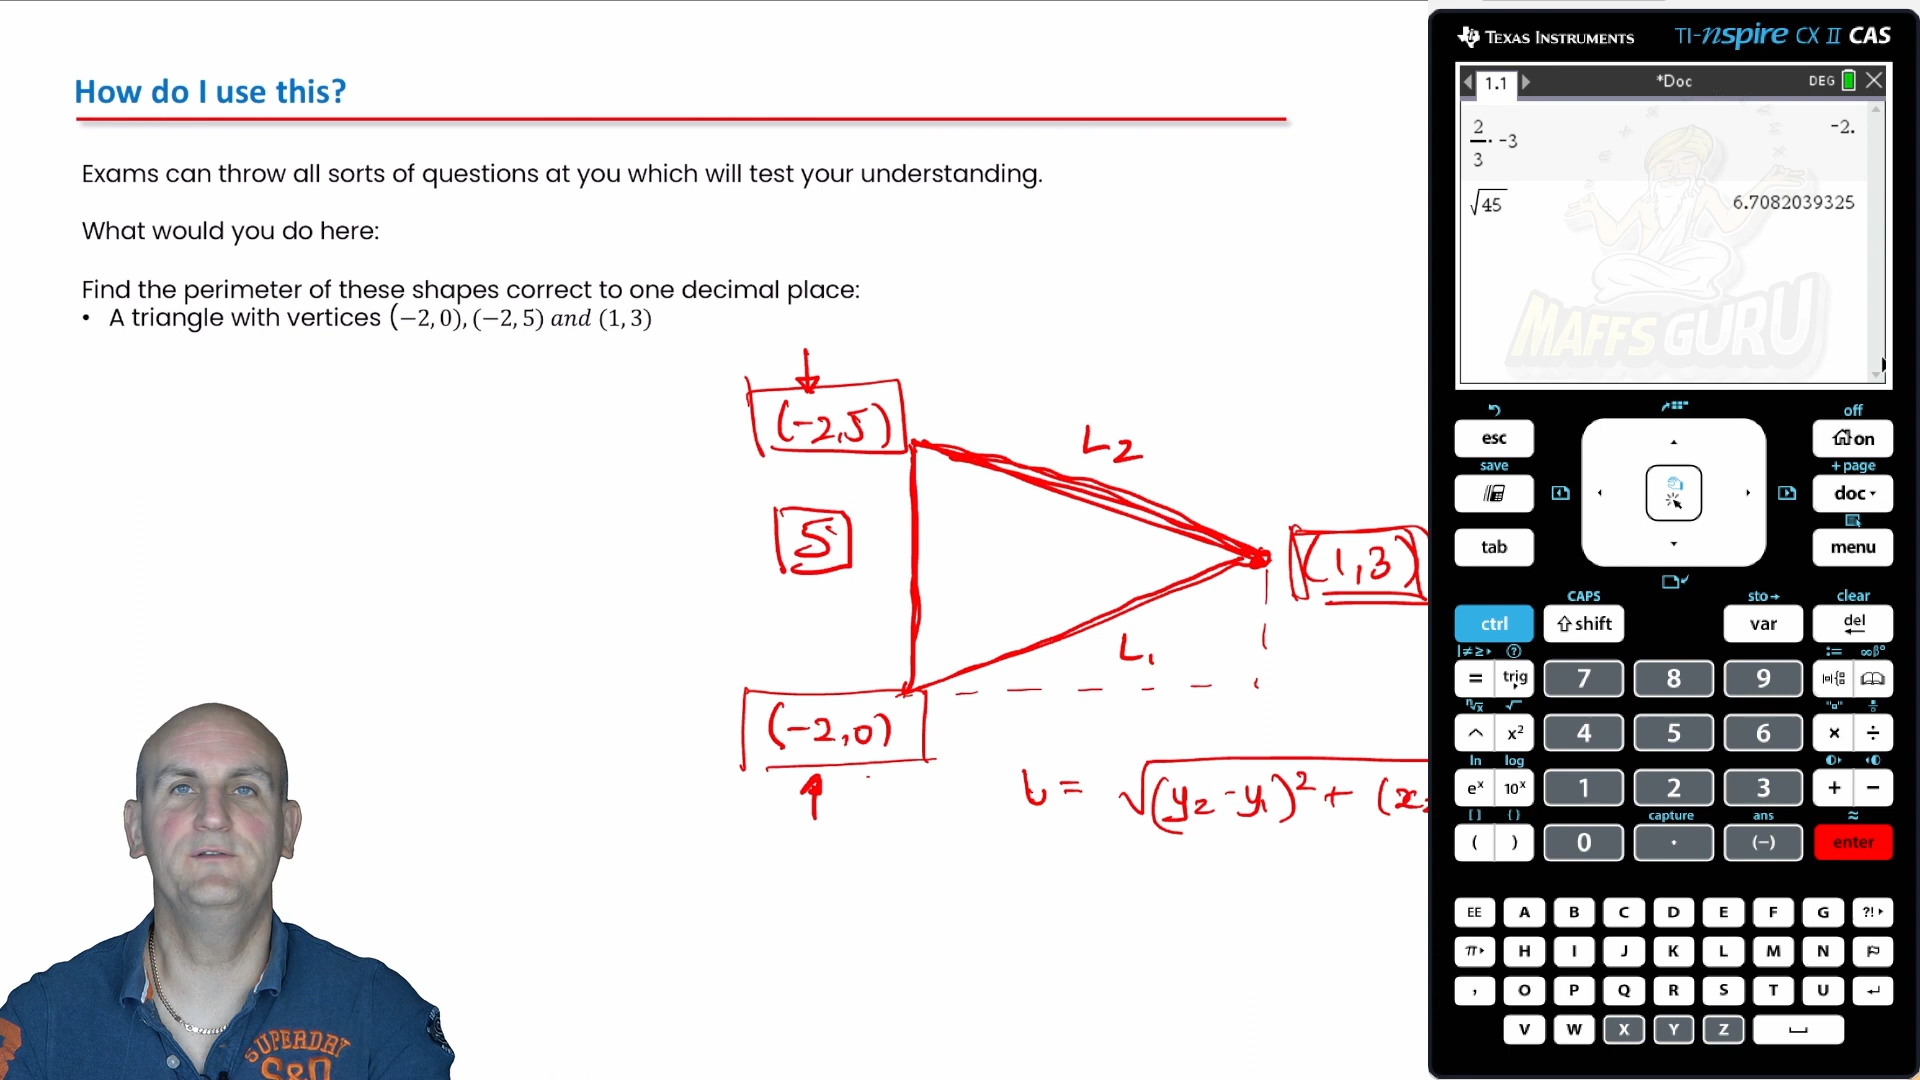 How do I use this?
Exams can throw all sorts of questions at you which will test your understanding.
What would you do here:
Find the perimeter of these shapes correct to one decimal place:
• A triangle with vertices (−2, 0), (−2, 5) and (1, 3)
(-2,5)
L2
5
(1,3)
L1
(-2,0)
L = √(y2-y1)² + (x2
SUPERDRY
S&D
TEXAS INSTRUMENTS TI-nspire CX II CAS
1.1 *Doc DEG
2/3 · -3 -2.
√45 6.7082039325
MAFFSGURU
off
esc on
save + page
doc
tab menu
CAPS sto→ clear
ctrl shift var del
|≠≥▸ ? := ∞β°
= trig 7 8 9
ⁿ√x √
^ x² 4 5 6 × ÷
ln log
eˣ 10ˣ 1 2 3 + −
[ ] { } capture ans ≈
( ) 0 . (−) enter
EE A B C D E F G ?!▸
π▸ H I J K L M N
, O P Q R S T U ↵
V W X Y Z